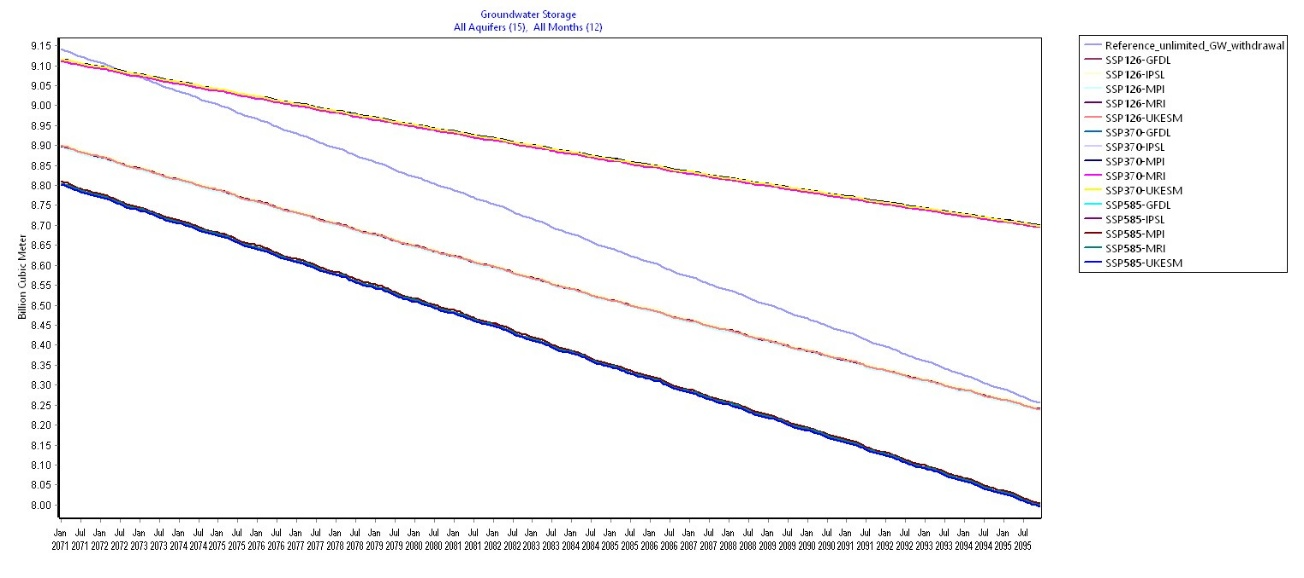 Groundwater Storage
All Aquifers (15), All Months (12)
Billion Cubic Meter
9.15
9.10
9.05
9.00
8.95
8.90
8.85
8.80
8.75
8.70
8.65
8.60
8.55
8.50
8.45
8.40
8.35
8.30
8.25
8.20
8.15
8.10
8.05
8.00
Jan Jul Jan Jul Jan Jul Jan Jul Jan Jul Jan Jul Jan Jul Jan Jul Jan Jul Jan Jul Jan Jul Jan Jul Jan Jul Jan Jul Jan Jul Jan Jul Jan Jul Jan Jul Jan Jul Jan Jul Jan Jul Jan Jul Jan Jul Jan Jul Jan Jul
2071 2071 2072 2072 2073 2073 2074 2074 2075 2075 2076 2076 2077 2077 2078 2078 2079 2079 2080 2080 2081 2081 2082 2082 2083 2083 2084 2084 2085 2085 2086 2086 2087 2087 2088 2088 2089 2089 2090 2090 2091 2091 2092 2092 2093 2093 2094 2094 2095 2095
Reference_unlimited_GW_withdrawal
SSP126-GFDL
SSP126-IPSL
SSP126-MPI
SSP126-MRI
SSP126-UKESM
SSP370-GFDL
SSP370-IPSL
SSP370-MPI
SSP370-MRI
SSP370-UKESM
SSP585-GFDL
SSP585-IPSL
SSP585-MPI
SSP585-MRI
SSP585-UKESM